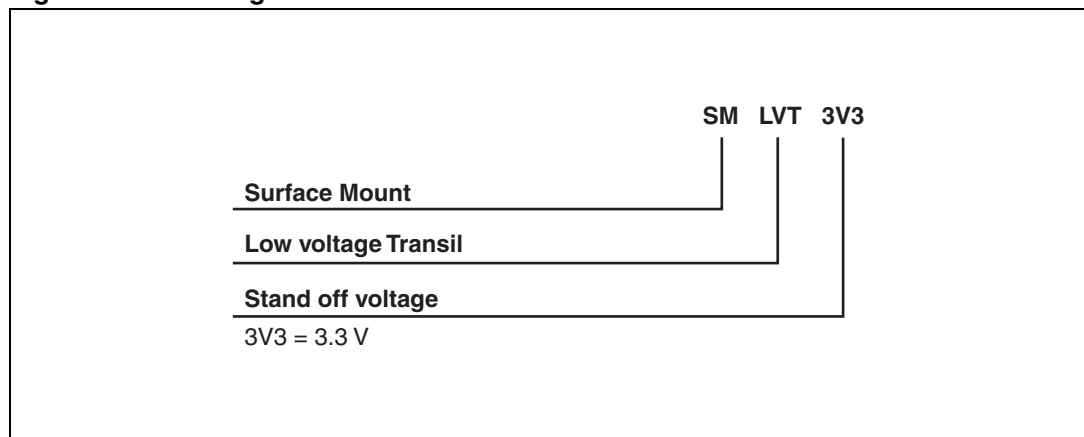 SM LVT 3V3
Surface Mount
Low voltage Transil
Stand off voltage
3V3 = 3.3 V